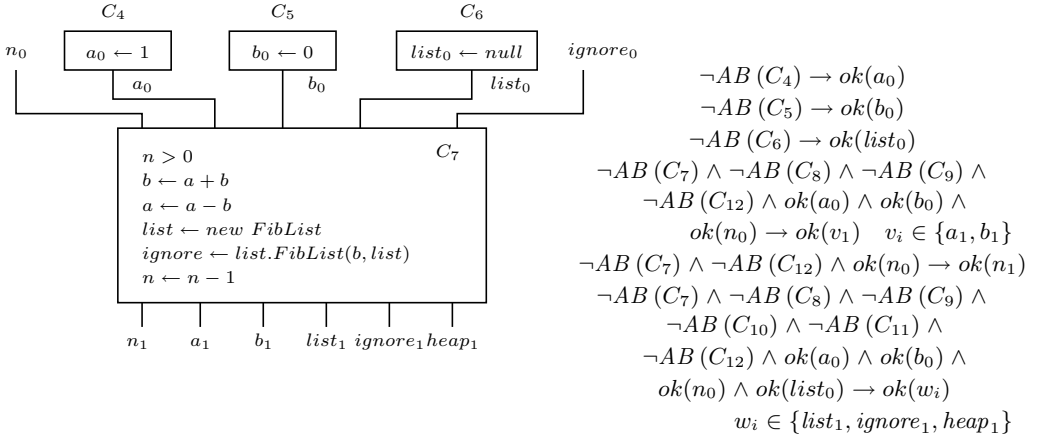 C₄ C₅ C₆
n₀ a₀ ← 1 b₀ ← 0 list₀ ← null ignore₀
a₀ b₀ list₀
C₇
n > 0
b ← a + b
a ← a − b
list ← new FibList
ignore ← list.FibList(b, list)
n ← n − 1
n₁ a₁ b₁ list₁ ignore₁ heap₁
¬AB (C₄) → ok(a₀)
¬AB (C₅) → ok(b₀)
¬AB (C₆) → ok(list₀)
¬AB (C₇) ∧ ¬AB (C₈) ∧ ¬AB (C₉) ∧
¬AB (C₁₂) ∧ ok(a₀) ∧ ok(b₀) ∧
ok(n₀) → ok(v₁) vᵢ ∈ {a₁, b₁}
¬AB (C₇) ∧ ¬AB (C₁₂) ∧ ok(n₀) → ok(n₁)
¬AB (C₇) ∧ ¬AB (C₈) ∧ ¬AB (C₉) ∧
¬AB (C₁₀) ∧ ¬AB (C₁₁) ∧
¬AB (C₁₂) ∧ ok(a₀) ∧ ok(b₀) ∧
ok(n₀) ∧ ok(list₀) → ok(wᵢ)
wᵢ ∈ {list₁, ignore₁, heap₁}